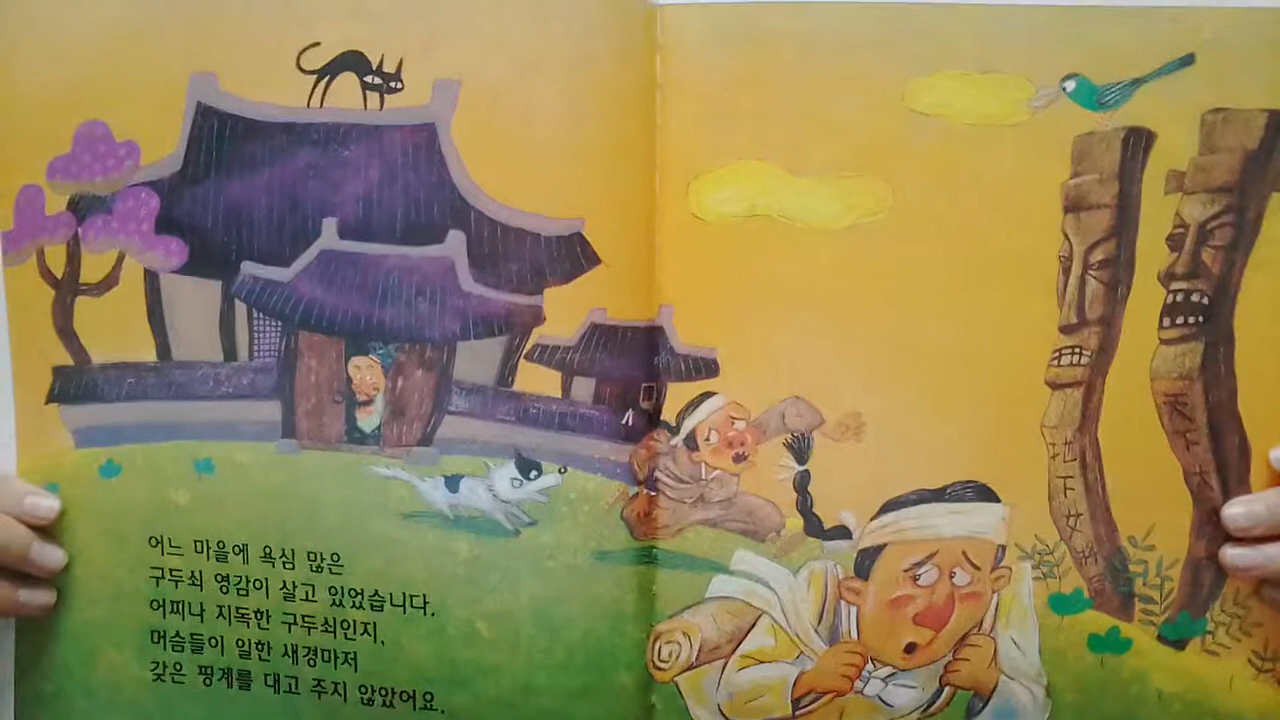 어느 마을에 욕심 많은
구두쇠 영감이 살고 있었습니다.
어찌나 지독한 구두쇠인지,
머슴들이 일한 새경마저
갖은 핑계를 대고 주지 않았어요.
地下女
天下大